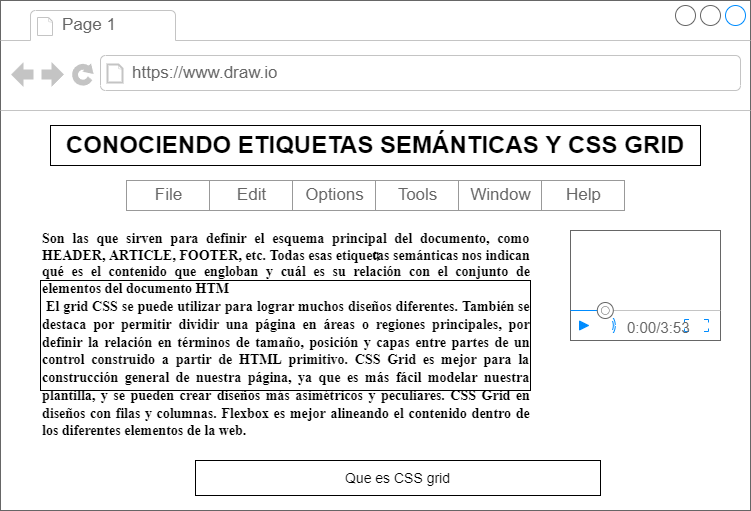 Page 1
https://www.draw.io
CONOCIENDO ETIQUETAS SEMÁNTICAS Y CSS GRID
File Edit Options Tools Window Help
Son las que sirven para definir el esquema principal del documento, como
HEADER, ARTICLE, FOOTER, etc. Todas esas etiquetas semánticas nos indican
qué es el contenido que engloban y cuál es su relación con el conjunto de
elementos del documento HTM
El grid CSS se puede utilizar para lograr muchos diseños diferentes. También se
destaca por permitir dividir una página en áreas o regiones principales, por
definir la relación en términos de tamaño, posición y capas entre partes de un
control construido a partir de HTML primitivo. CSS Grid es mejor para la
construcción general de nuestra página, ya que es más fácil modelar nuestra
plantilla, y se pueden crear diseños más asimétricos y peculiares. CSS Grid en
diseños con filas y columnas. Flexbox es mejor alineando el contenido dentro de
los diferentes elementos de la web.
0:00/3:53
Que es CSS grid